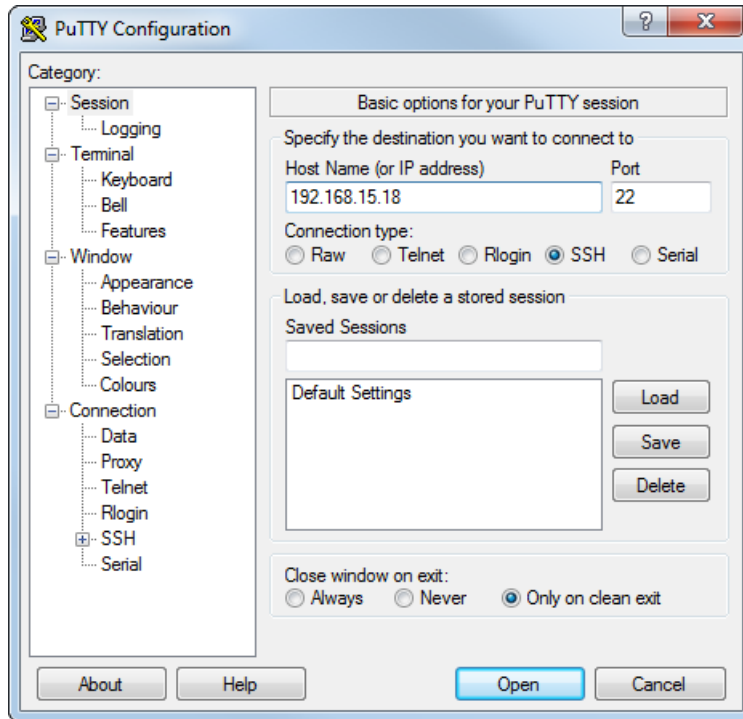 PuTTY Configuration
Category:
Session
Logging
Terminal
Keyboard
Bell
Features
Window
Appearance
Behaviour
Translation
Selection
Colours
Connection
Data
Proxy
Telnet
Rlogin
SSH
Serial
Basic options for your PuTTY session
Specify the destination you want to connect to
Host Name (or IP address) Port
192.168.15.18 22
Connection type:
Raw Telnet Rlogin SSH Serial
Load, save or delete a stored session
Saved Sessions
Default Settings
Load
Save
Delete
Close window on exit:
Always Never Only on clean exit
About Help Open Cancel